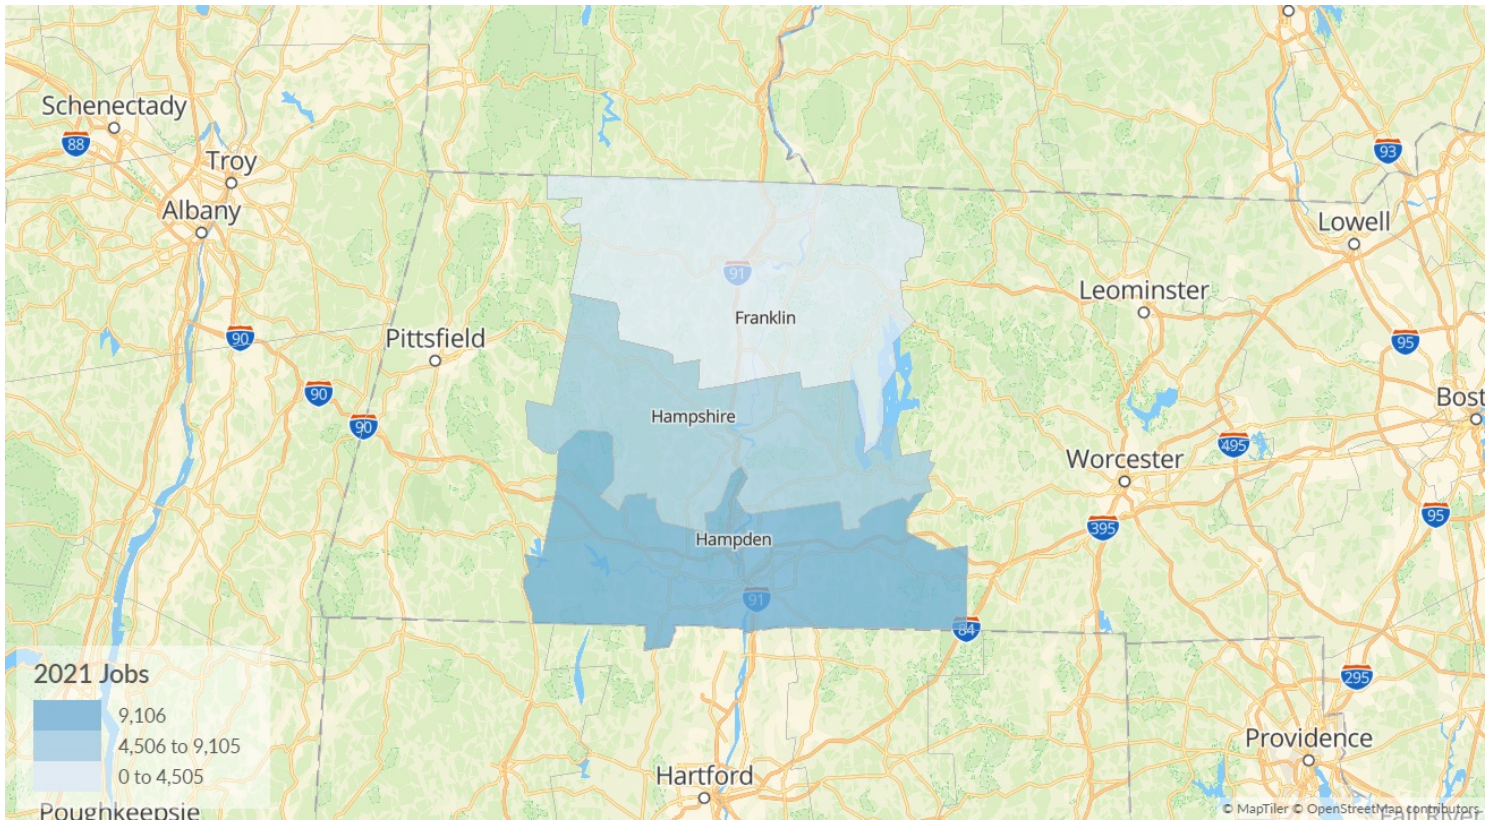 Schenectady
88
93
Troy
Albany
Lowell
91
Leominster
Franklin
90
Pittsfield
95
90
Bost
Hampshire
90
495
Worcester
95
395
Hampden
91
84
2021 Jobs
295
9,106
4,506 to 9,105
Providence
0 to 4,505
Hartford
Poughkeepsie
© MapTiler © OpenStreetMap contributors
Fall River